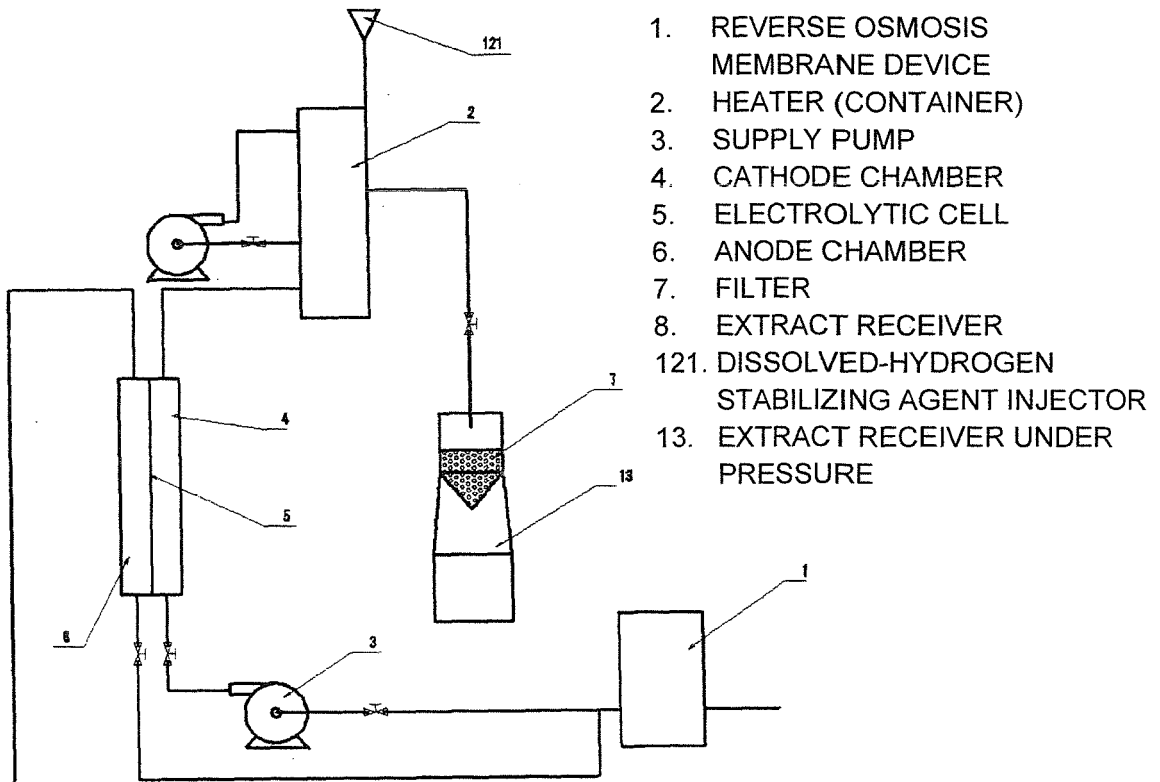 121
2
7
4
13
5
1
6
3
1. REVERSE OSMOSIS
MEMBRANE DEVICE
2. HEATER (CONTAINER)
3. SUPPLY PUMP
4. CATHODE CHAMBER
5. ELECTROLYTIC CELL
6. ANODE CHAMBER
7. FILTER
8. EXTRACT RECEIVER
121. DISSOLVED-HYDROGEN
STABILIZING AGENT INJECTOR
13. EXTRACT RECEIVER UNDER
PRESSURE